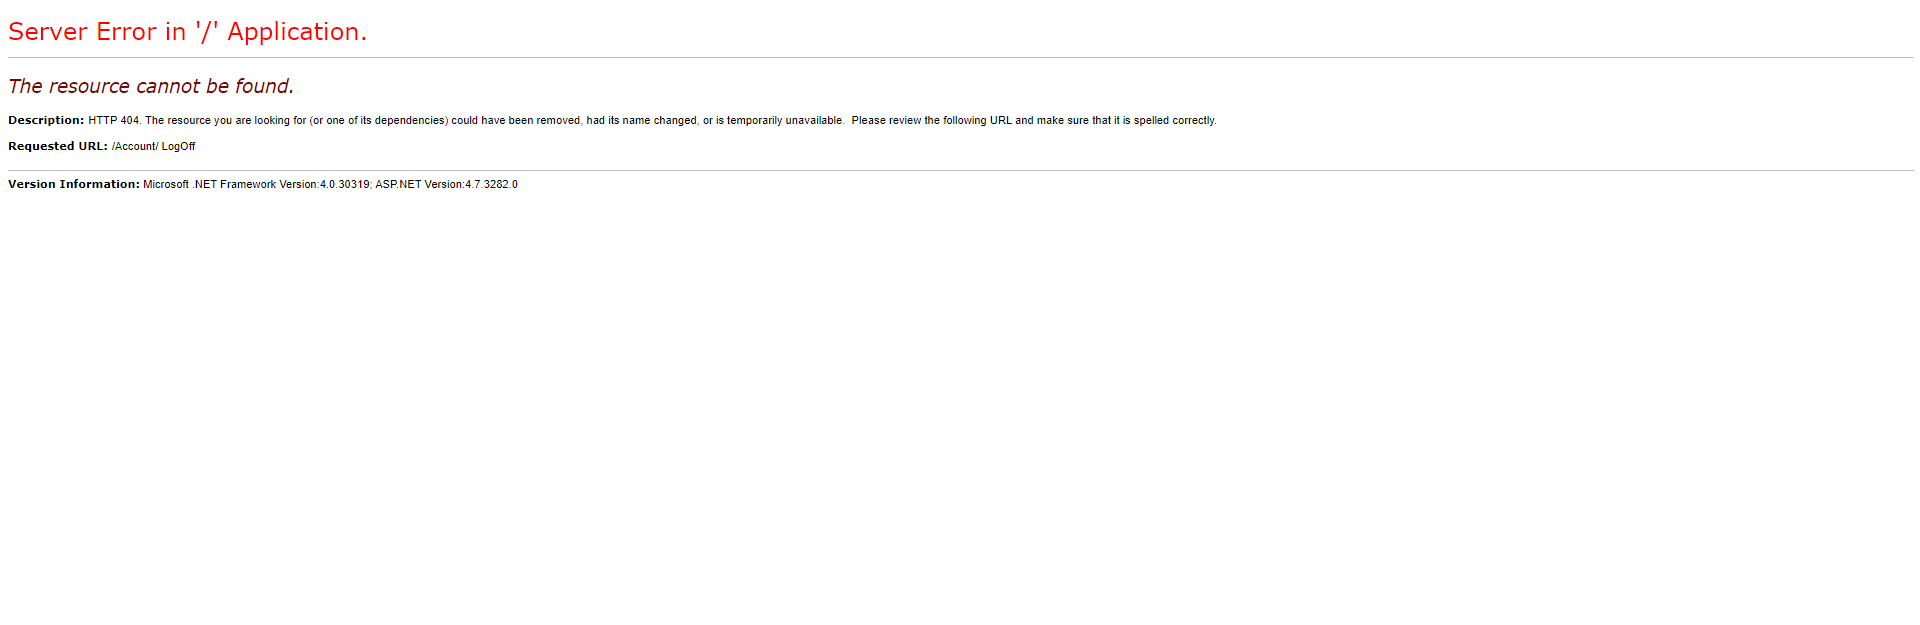 Server Error in '/' Application.
The resource cannot be found.
Description: HTTP 404. The resource you are looking for (or one of its dependencies) could have been removed, had its name changed, or is temporarily unavailable.  Please review the following URL and make sure that it is spelled correctly.
Requested URL: /Account/ LogOff
Version Information: Microsoft .NET Framework Version:4.0.30319; ASP.NET Version:4.7.3282.0